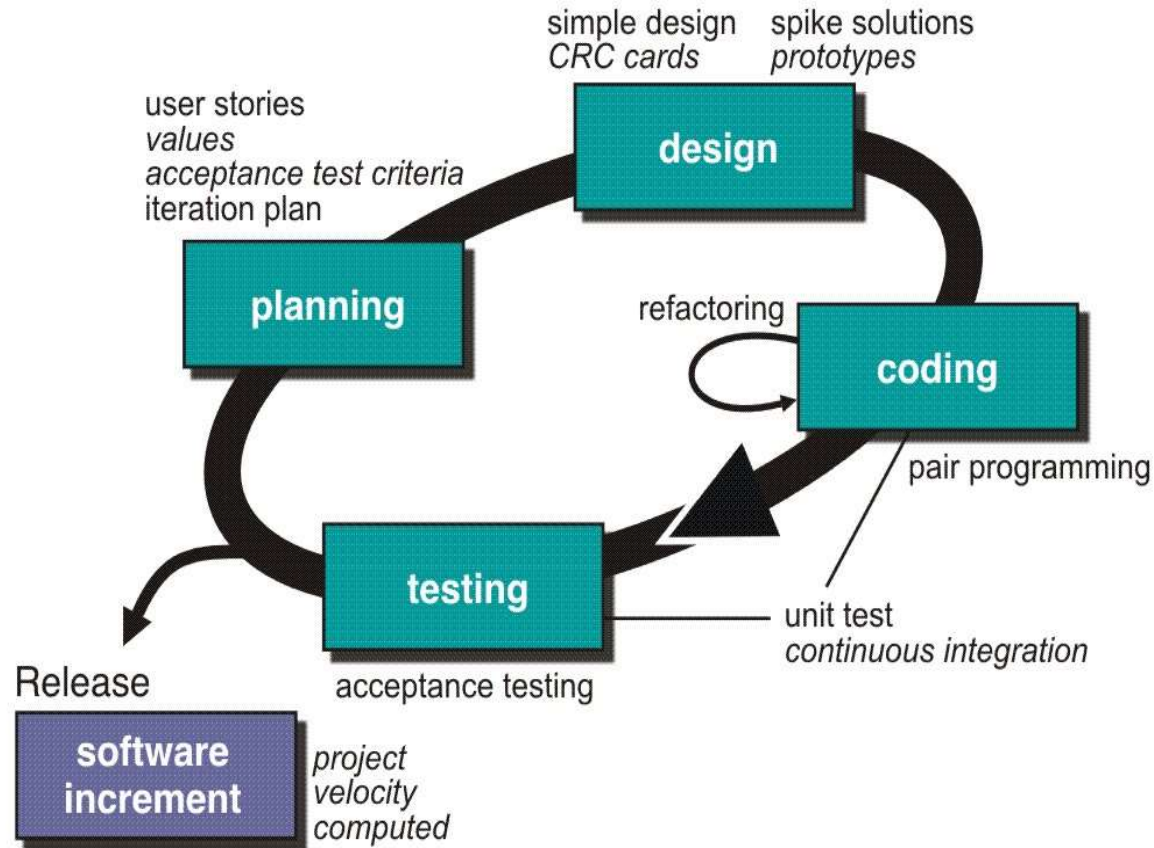 simple design
CRC cards
spike solutions
prototypes
user stories
values
acceptance test criteria
iteration plan
design
planning
refactoring
coding
pair programming
testing
unit test
continuous integration
acceptance testing
Release
software
increment
project
velocity
computed